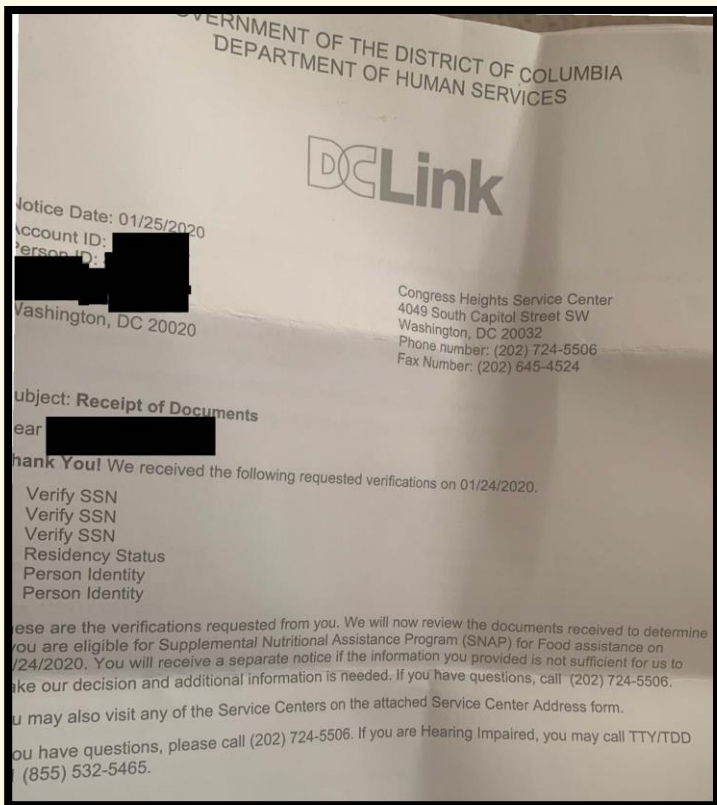 VERNMENT OF THE DISTRICT OF COLUMBIA
DEPARTMENT OF HUMAN SERVICES
DCLink
Notice Date: 01/25/2020
Account ID:
Person ID:
Washington, DC 20020
Congress Heights Service Center
4049 South Capitol Street SW
Washington, DC 20032
Phone number: (202) 724-5506
Fax Number: (202) 645-4524
ubject: Receipt of Documents
ear
hank You! We received the following requested verifications on 01/24/2020.
Verify SSN
Verify SSN
Verify SSN
Residency Status
Person Identity
Person Identity
ese are the verifications requested from you. We will now review the documents received to determine
you are eligible for Supplemental Nutritional Assistance Program (SNAP) for Food assistance on
/24/2020. You will receive a separate notice if the information you provided is not sufficient for us to
ke our decision and additional information is needed. If you have questions, call (202) 724-5506.
u may also visit any of the Service Centers on the attached Service Center Address form.
ou have questions, please call (202) 724-5506. If you are Hearing Impaired, you may call TTY/TDD
(855) 532-5465.